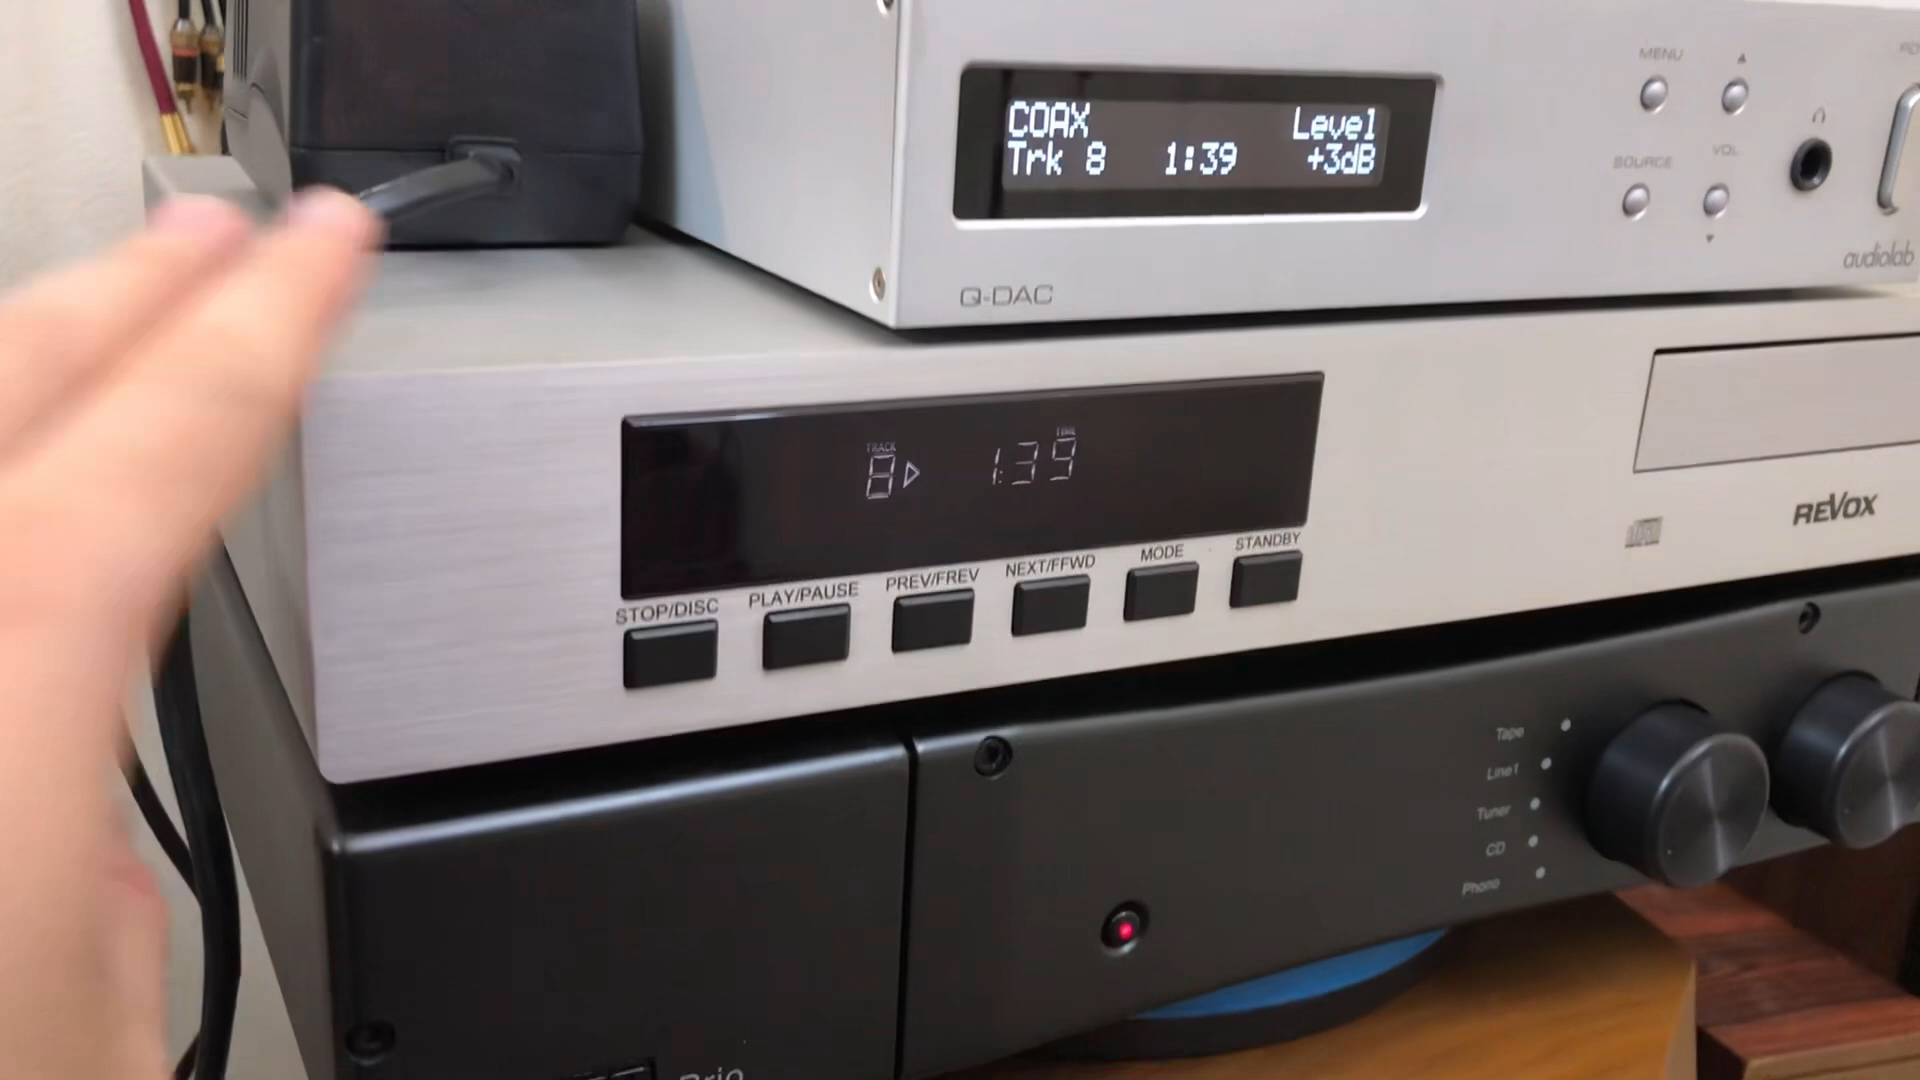 MENU
COAX Level
Trk 8 1:39 +3dB
SOURCE
VOL
audiolab
Q-DAC
TRACK TIME
8 1:39
REVOX
STOP/DISC PLAY/PAUSE PREV/FREV NEXT/FFWD MODE STANDBY
Tape
Line1
Tuner
CD
Phono
Brio